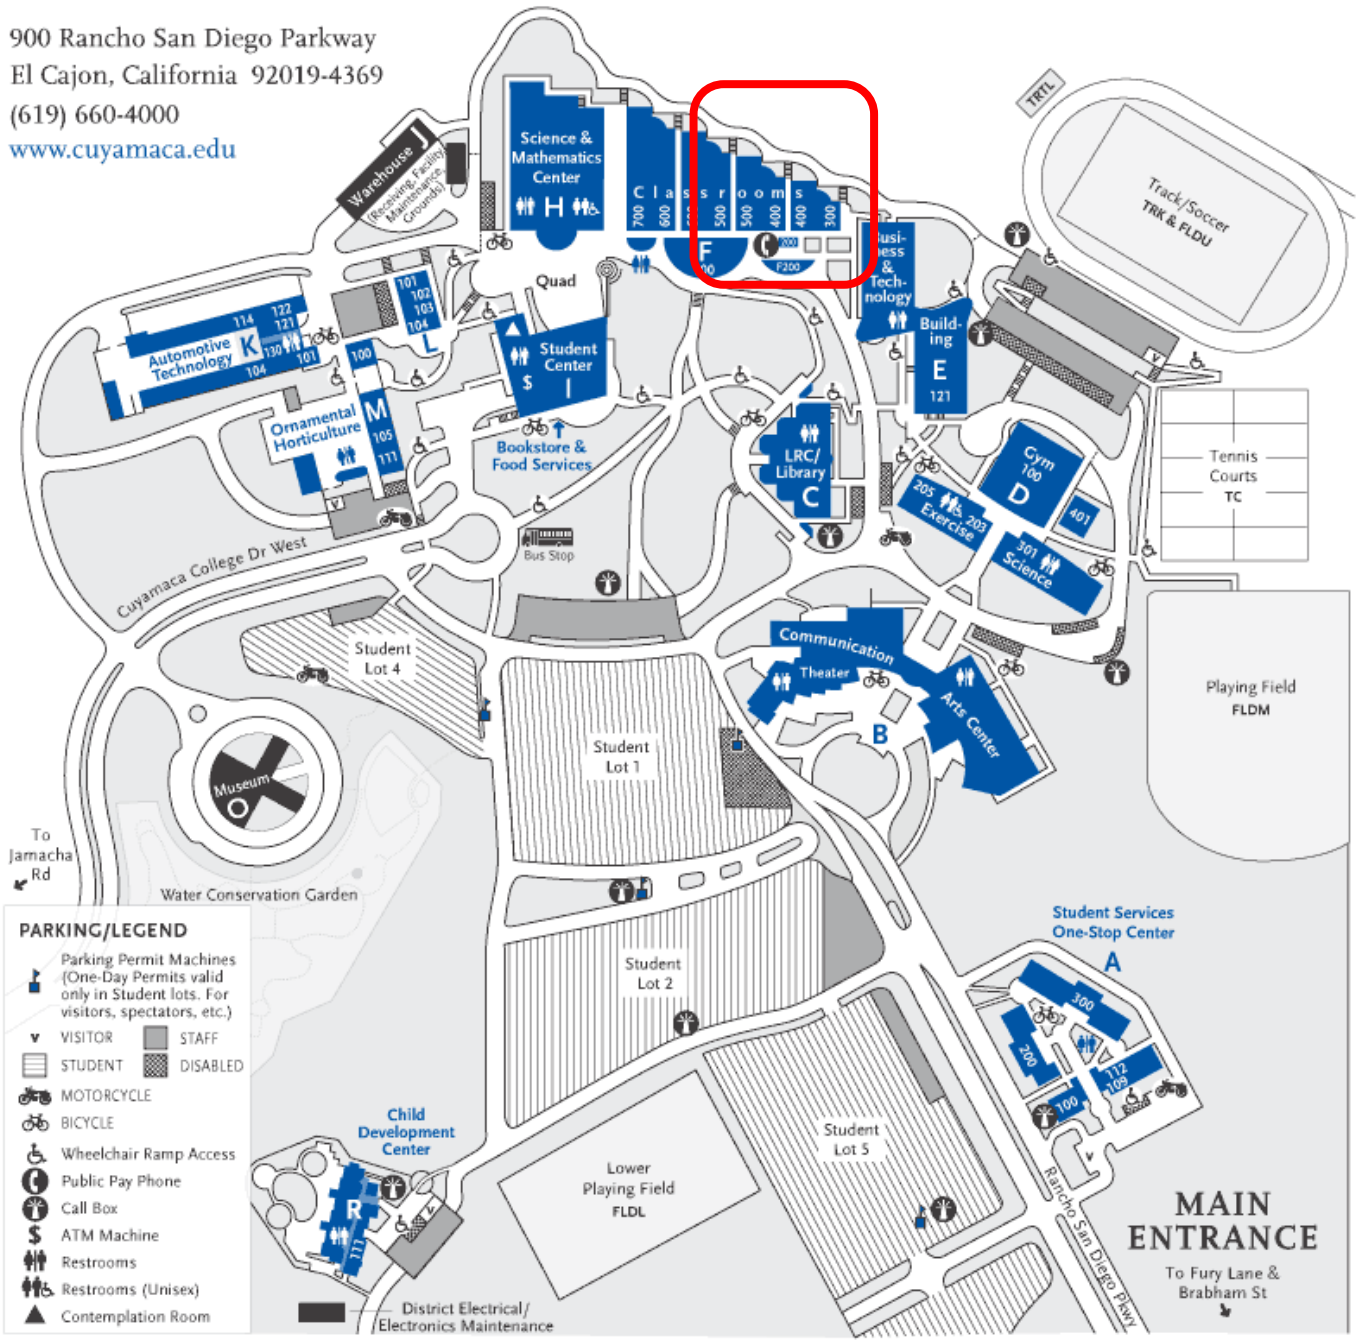 900 Rancho San Diego Parkway
El Cajon, California 92019-4369
(619) 660-4000
www.cuyamaca.edu
TRTL
Track/Soccer
TRK & FLDU
Warehouse J
(Receiving, Facility
Maintenance,
Grounds)
Science &
Mathematics
Center
H
Classrooms
700
600
500
500
400
400
300
F
200
F200
Busi-
ness
&
Tech-
nology
Build-
ing
E
121
Quad
101
102
103
104
L
114
122
121
Automotive
Technology
K
130
101
104
100
Student
Center
I
$
Ornamental
Horticulture
M
105
111
V
Bookstore &
Food Services
LRC/
Library
C
Gym
100
D
205
203
Exercise
401
301
Science
V
Tennis
Courts
TC
Bus Stop
Cuyamaca College Dr West
Student
Lot 4
Communication
Theater
Arts Center
B
Playing Field
FLDM
Student
Lot 1
Museum
O
To
Jamacha
Rd
Water Conservation Garden
Student
Lot 2
Student Services
One-Stop Center
A
300
200
112
109
100
V
PARKING/LEGEND
Parking Permit Machines
(One-Day Permits valid
only in Student lots. For
visitors, spectators, etc.)
V VISITOR
STAFF
STUDENT
DISABLED
MOTORCYCLE
BICYCLE
Wheelchair Ramp Access
Public Pay Phone
Call Box
$ ATM Machine
Restrooms
Restrooms (Unisex)
Contemplation Room
Child
Development
Center
R
111
V
Student
Lot 5
Lower
Playing Field
FLDL
Rancho San Diego Pkwy
MAIN
ENTRANCE
To Fury Lane &
Brabham St
District Electrical/
Electronics Maintenance